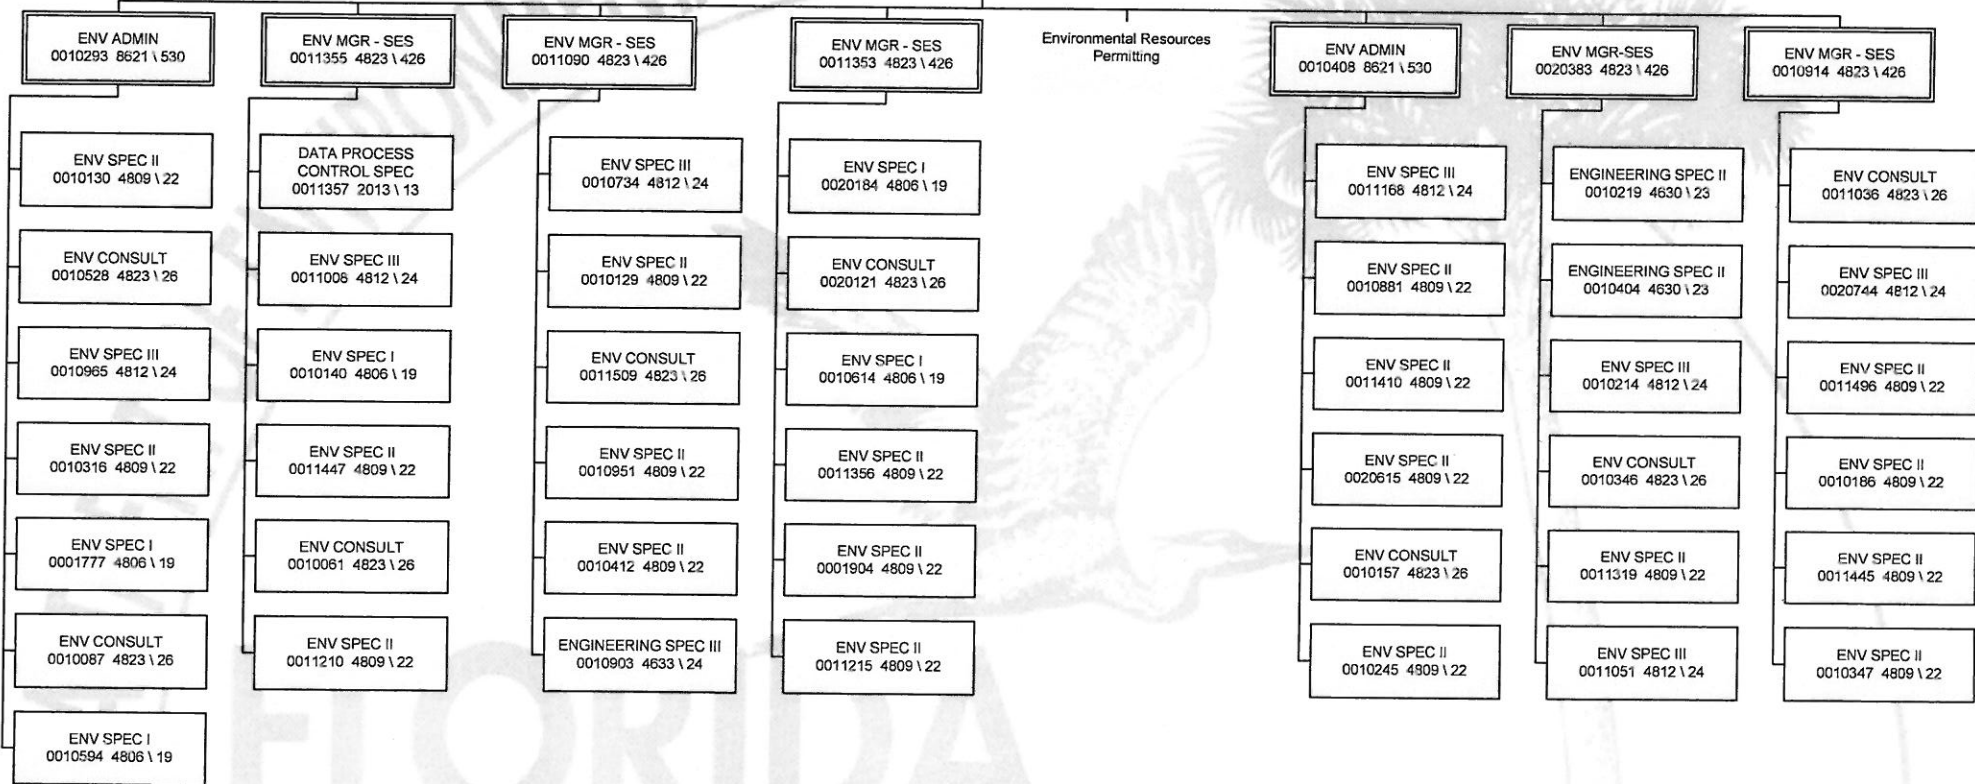 ENV ADMIN
0010293 8621 \ 530
ENV SPEC II
0010130 4809 \ 22
ENV CONSULT
0010528 4823 \ 26
ENV SPEC III
0010965 4812 \ 24
ENV SPEC II
0010316 4809 \ 22
ENV SPEC I
0001777 4806 \ 19
ENV CONSULT
0010087 4823 \ 26
ENV SPEC I
0010594 4806 \ 19
ENV MGR - SES
0011355 4823 \ 426
DATA PROCESS
CONTROL SPEC
0011357 2013 \ 13
ENV SPEC III
0011006 4812 \ 24
ENV SPEC I
0010140 4806 \ 19
ENV SPEC II
0011447 4809 \ 22
ENV CONSULT
0010061 4823 \ 26
ENV SPEC II
0011210 4809 \ 22
ENV MGR - SES
0011090 4823 \ 426
ENV SPEC III
0010734 4812 \ 24
ENV SPEC II
0010129 4809 \ 22
ENV CONSULT
0011509 4823 \ 26
ENV SPEC II
0010951 4809 \ 22
ENV SPEC II
0010412 4809 \ 22
ENGINEERING SPEC III
0010903 4633 \ 24
ENV MGR - SES
0011353 4823 \ 426
ENV SPEC I
0020184 4806 \ 19
ENV CONSULT
0020121 4823 \ 26
ENV SPEC I
0010614 4806 \ 19
ENV SPEC II
0011356 4809 \ 22
ENV SPEC II
0001904 4809 \ 22
ENV SPEC II
0011215 4809 \ 22
Environmental Resources
Permitting
ENV ADMIN
0010408 8621 \ 530
ENV SPEC III
0011168 4812 \ 24
ENV SPEC II
0010881 4809 \ 22
ENV SPEC II
0011410 4809 \ 22
ENV SPEC II
0020615 4809 \ 22
ENV CONSULT
0010157 4823 \ 26
ENV SPEC II
0010245 4809 \ 22
ENV MGR-SES
0020383 4823 \ 426
ENGINEERING SPEC II
0010219 4630 \ 23
ENGINEERING SPEC II
0010404 4630 \ 23
ENV SPEC III
0010214 4812 \ 24
ENV CONSULT
0010346 4823 \ 26
ENV SPEC II
0011319 4809 \ 22
ENV SPEC III
0011051 4812 \ 24
ENV MGR - SES
0010914 4823 \ 426
ENV CONSULT
0011036 4823 \ 26
ENV SPEC III
0020744 4812 \ 24
ENV SPEC II
0011496 4809 \ 22
ENV SPEC II
0010186 4809 \ 22
ENV SPEC II
0011445 4809 \ 22
ENV SPEC II
0010347 4809 \ 22
FLORIDA